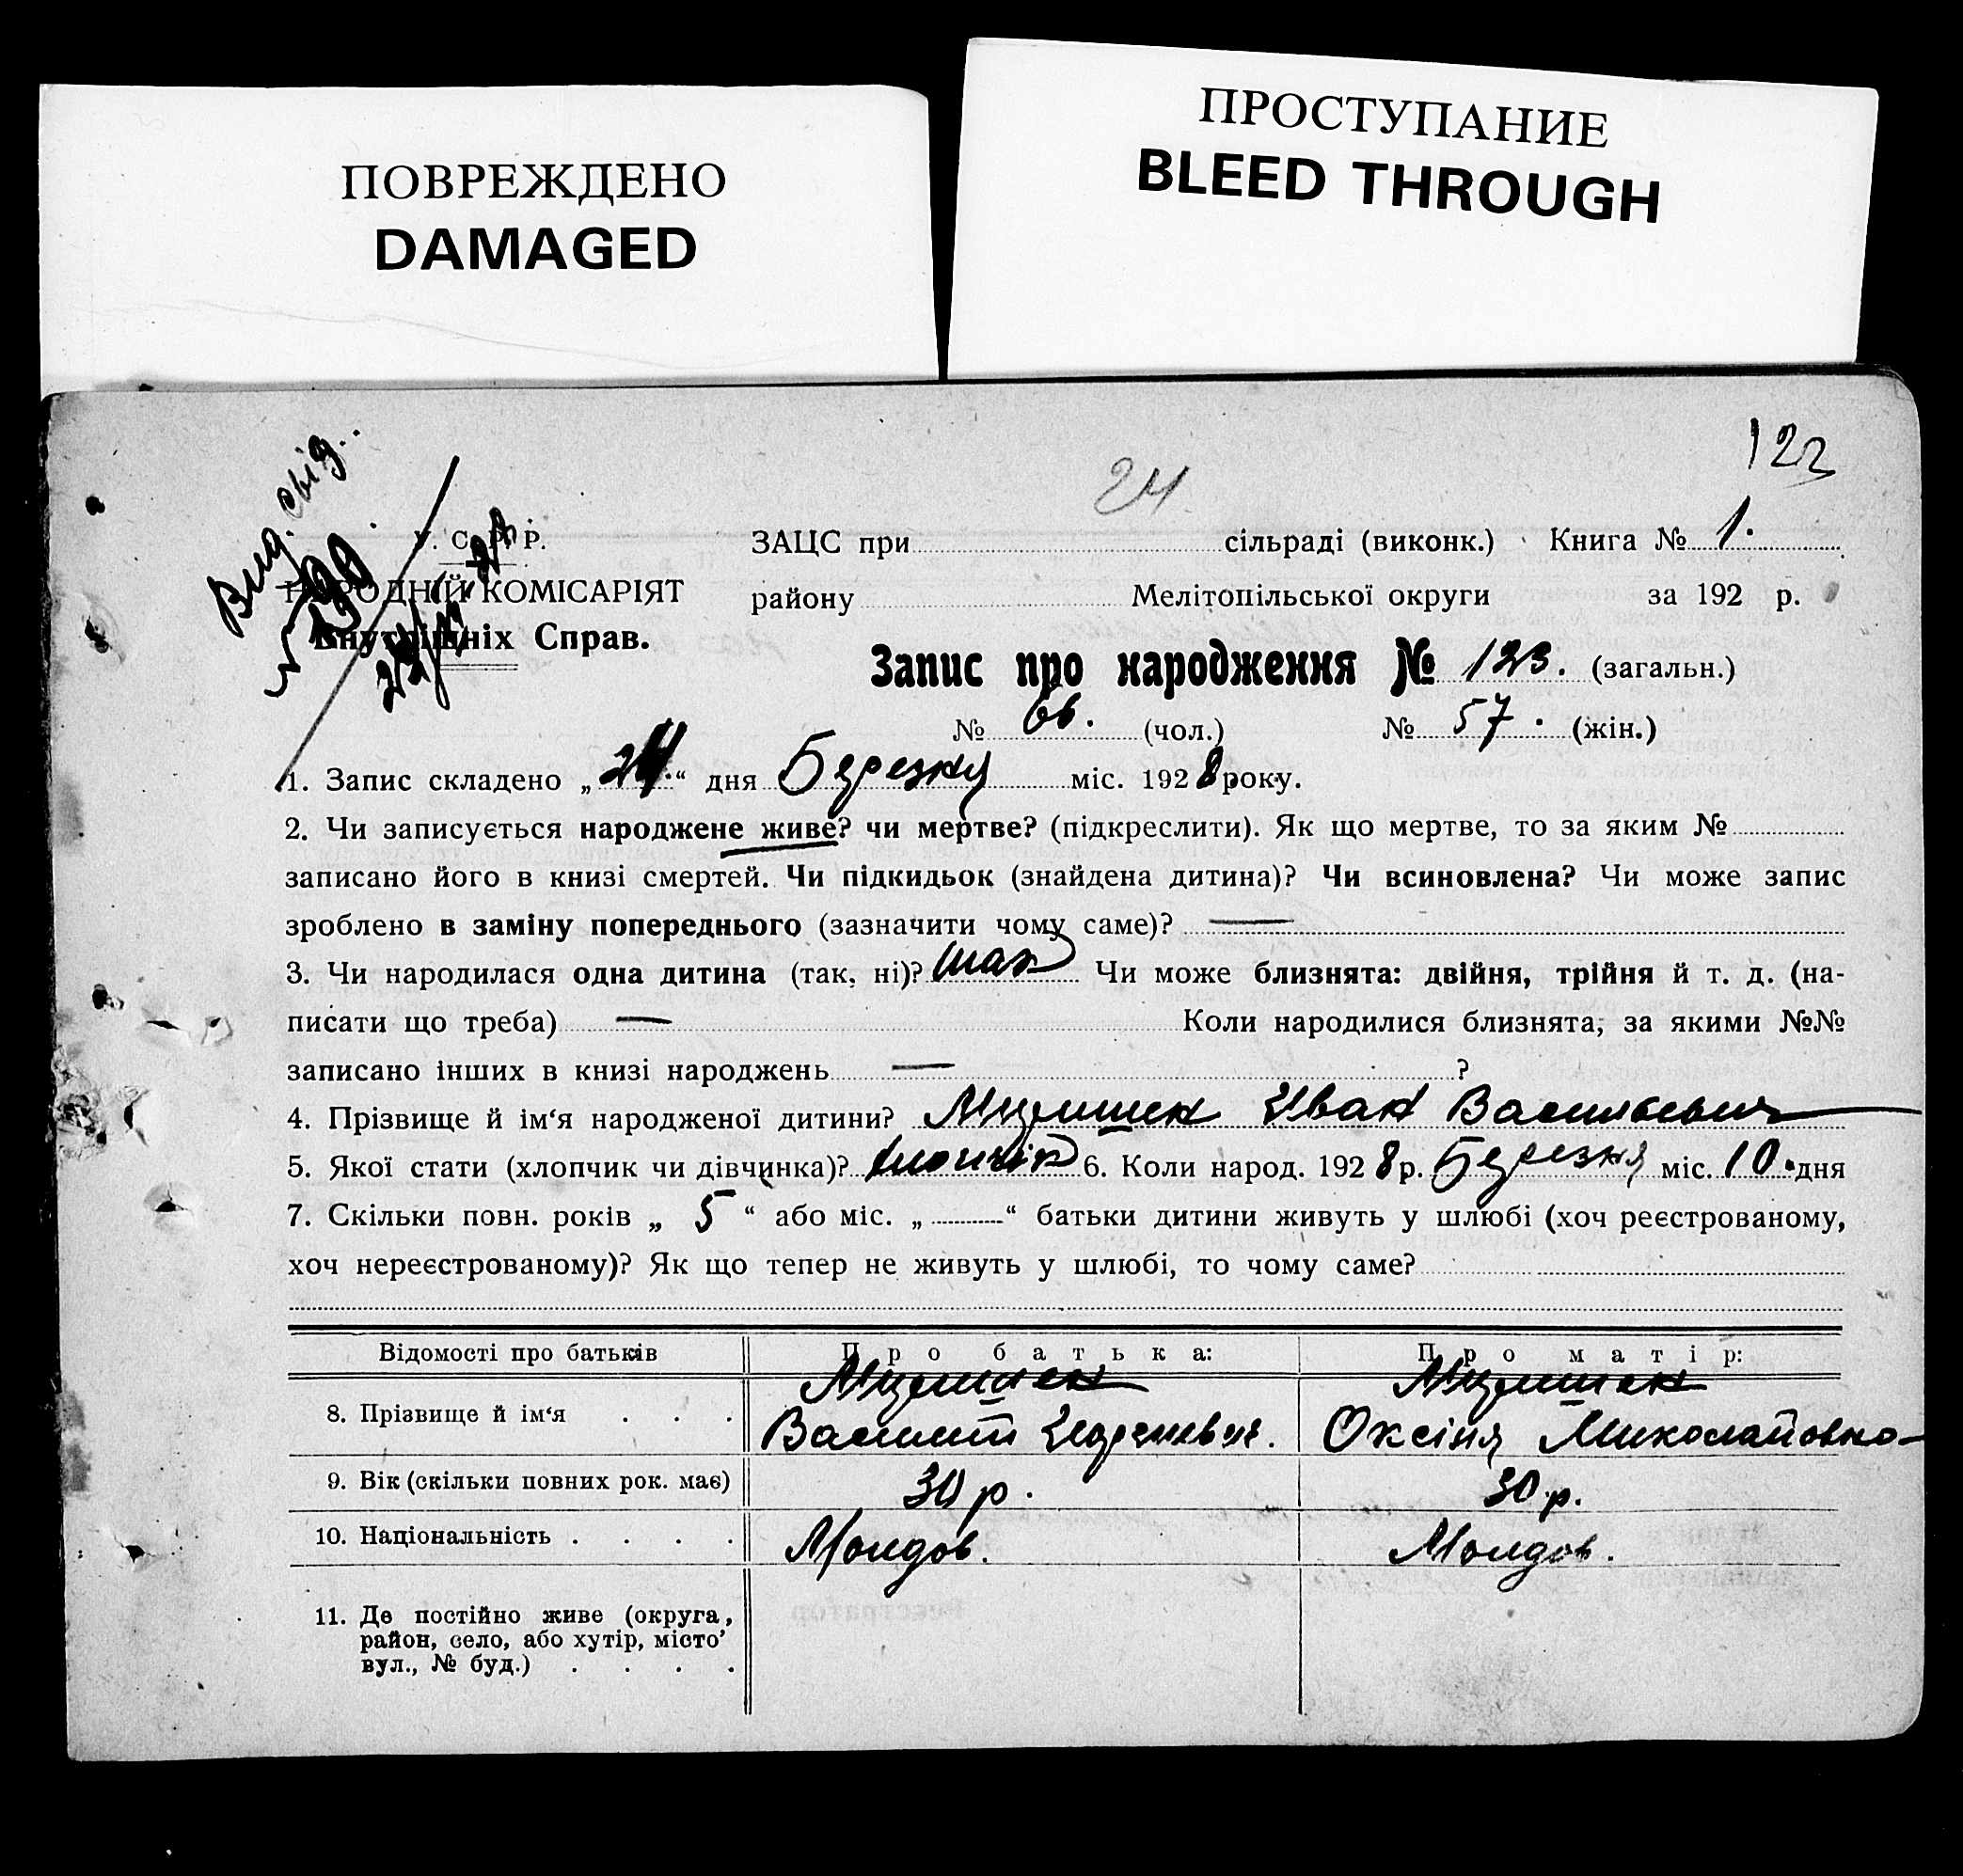 ПОВРЕЖДЕНО
DAMAGED
ПРОСТУПАНИЕ
BLEED THROUGH
122
24
Вид. свід.
У. С. Р. Р.
НАРОДНІЙ КОМІСАРІЯТ
Внутрішніх Справ.
ЗАЦС при сільраді (виконк.) Книга № 1.
району Мелітопільської округи за 192 р.
Запис про народження № 123. (загальн.)
№ 66. (чол.) № 57. (жін.)
1. Запис складено „24.“ дня Березня міс. 1928 року.
2. Чи записується народжене живе? чи мертве? (підкреслити). Як що мертве, то за яким №
записано його в книзі смертей. Чи підкидьок (знайдена дитина)? Чи всиновлена? Чи може запис
зроблено в заміну попереднього (зазначити чому саме)? —
3. Чи народилася одна дитина (так, ні)? так Чи може близнята: двійня, трійня й т. д. (на-
писати що треба) — Коли народилися близнята, за якими №№
записано інших в книзі народжень — ?
4. Прізвище й ім‘я народженої дитини? Іван Васильевич
5. Якої стати (хлопчик чи дівчинка)? хлопчік 6. Коли народ. 1928 р. Березня міс. 10 дня
7. Скільки повн. років „ 5 “ або міс. „ — “ батьки дитини живуть у шлюбі (хоч реєстрованому,
хоч нереєстрованому)? Як що тепер не живуть у шлюбі, то чому саме?
Відомості про батьків Про батька: Про матір:
8. Прізвище й ім‘я . . . Василий Оксіня Миколайовна
9. Вік (скільки повних рок. має) 30 р. 30 р.
10. Національність . . . . Молдов. Молдов.
11. Де постійно живе (округа,
район, село, або хутір, місто’
вул., № буд.) . . . .